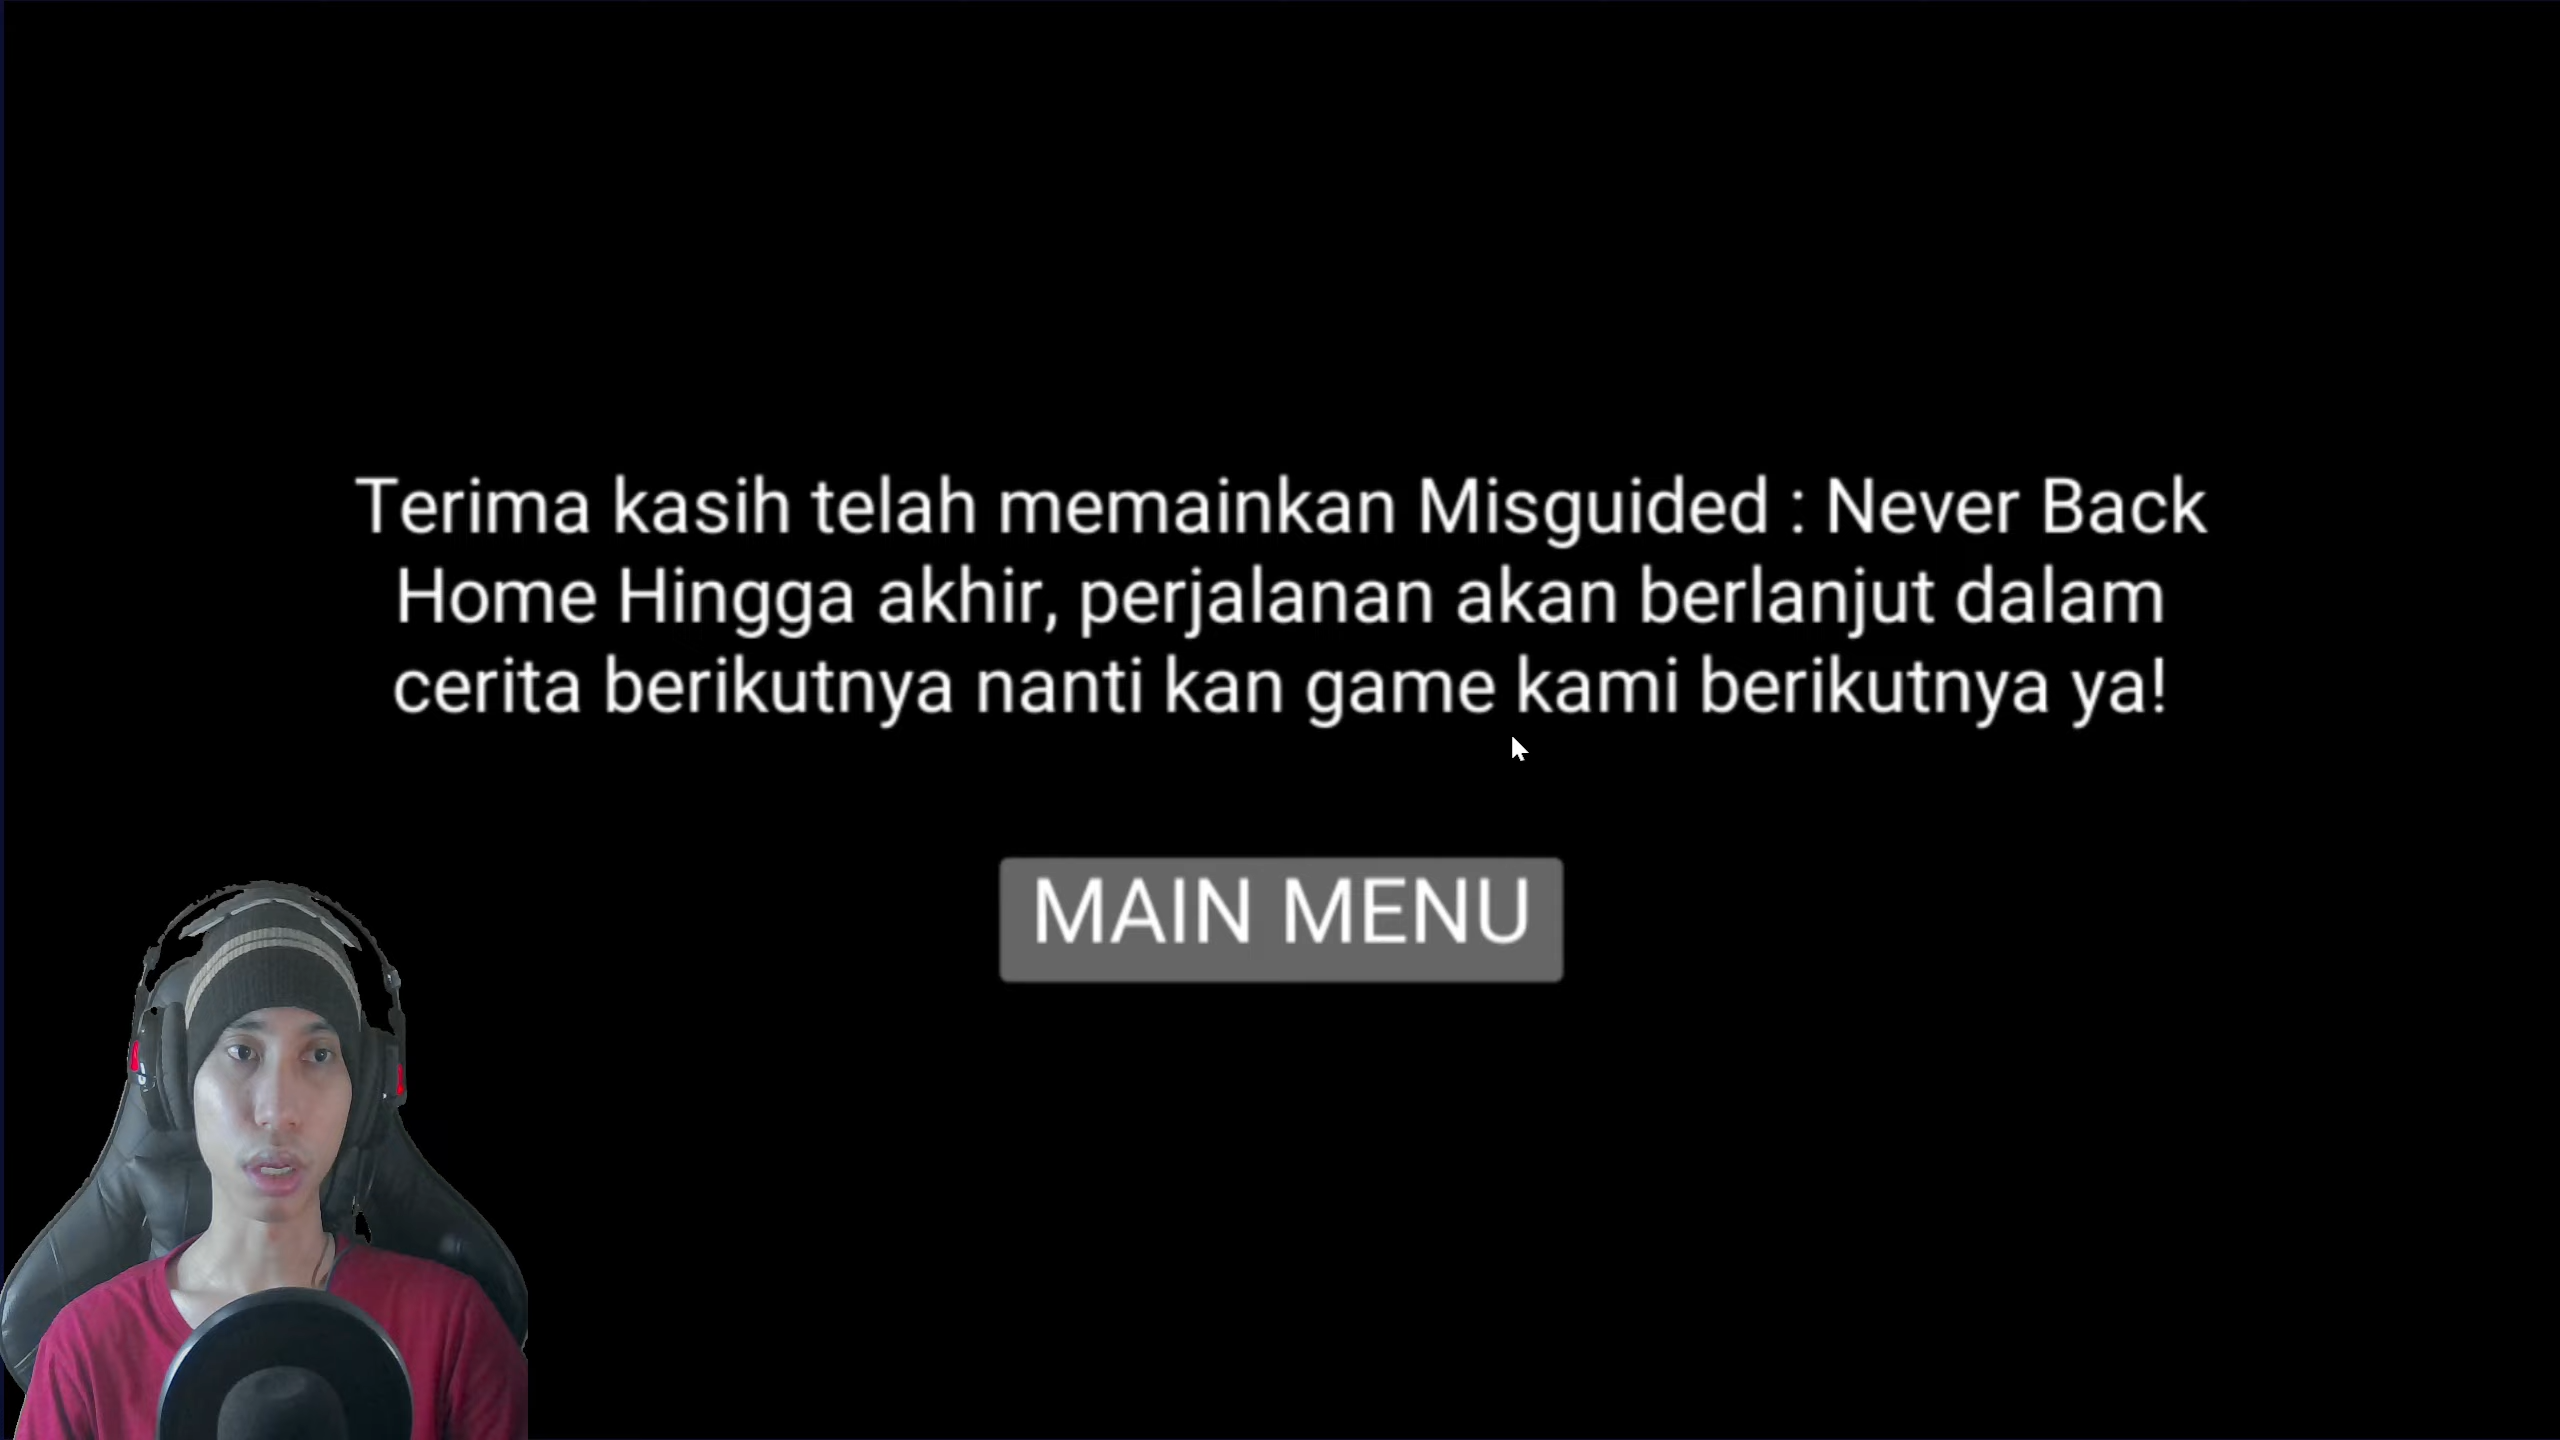 Terima kasih telah memainkan Misguided : Never Back
Home Hingga akhir, perjalanan akan berlanjut dalam
cerita berikutnya nanti kan game kami berikutnya ya!
MAIN MENU